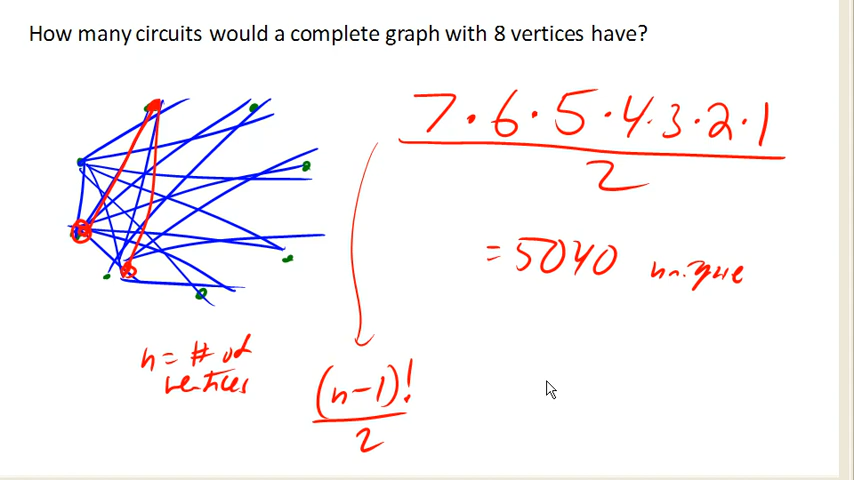 How many circuits would a complete graph with 8 vertices have?
7 · 6 · 5 · 4 · 3 · 2 · 1
2
= 5040 unique
n = # of
vertices
(n-1)!
2